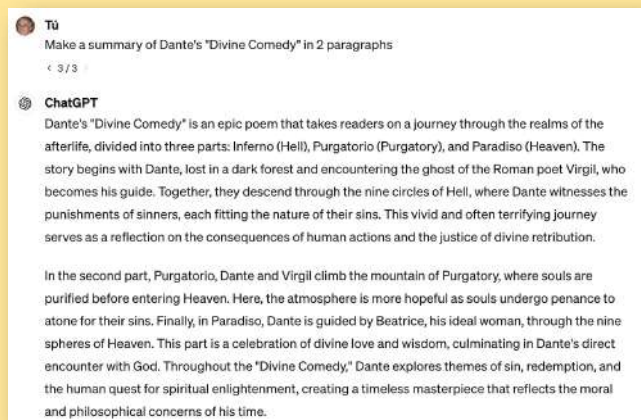 Tú
Make a summary of Dante's "Divine Comedy" in 2 paragraphs
< 3/3
ChatGPT
Dante's "Divine Comedy" is an epic poem that takes readers on a journey through the realms of the
afterlife, divided into three parts: Inferno (Hell), Purgatorio (Purgatory), and Paradiso (Heaven). The
story begins with Dante, lost in a dark forest and encountering the ghost of the Roman poet Virgil, who
becomes his guide. Together, they descend through the nine circles of Hell, where Dante witnesses the
punishments of sinners, each fitting the nature of their sins. This vivid and often terrifying journey
serves as a reflection on the consequences of human actions and the justice of divine retribution.
In the second part, Purgatorio, Dante and Virgil climb the mountain of Purgatory, where souls are
purified before entering Heaven. Here, the atmosphere is more hopeful as souls undergo penance to
atone for their sins. Finally, in Paradiso, Dante is guided by Beatrice, his ideal woman, through the nine
spheres of Heaven. This part is a celebration of divine love and wisdom, culminating in Dante's direct
encounter with God. Throughout the "Divine Comedy," Dante explores themes of sin, redemption, and
the human quest for spiritual enlightenment, creating a timeless masterpiece that reflects the moral
and philosophical concerns of his time.